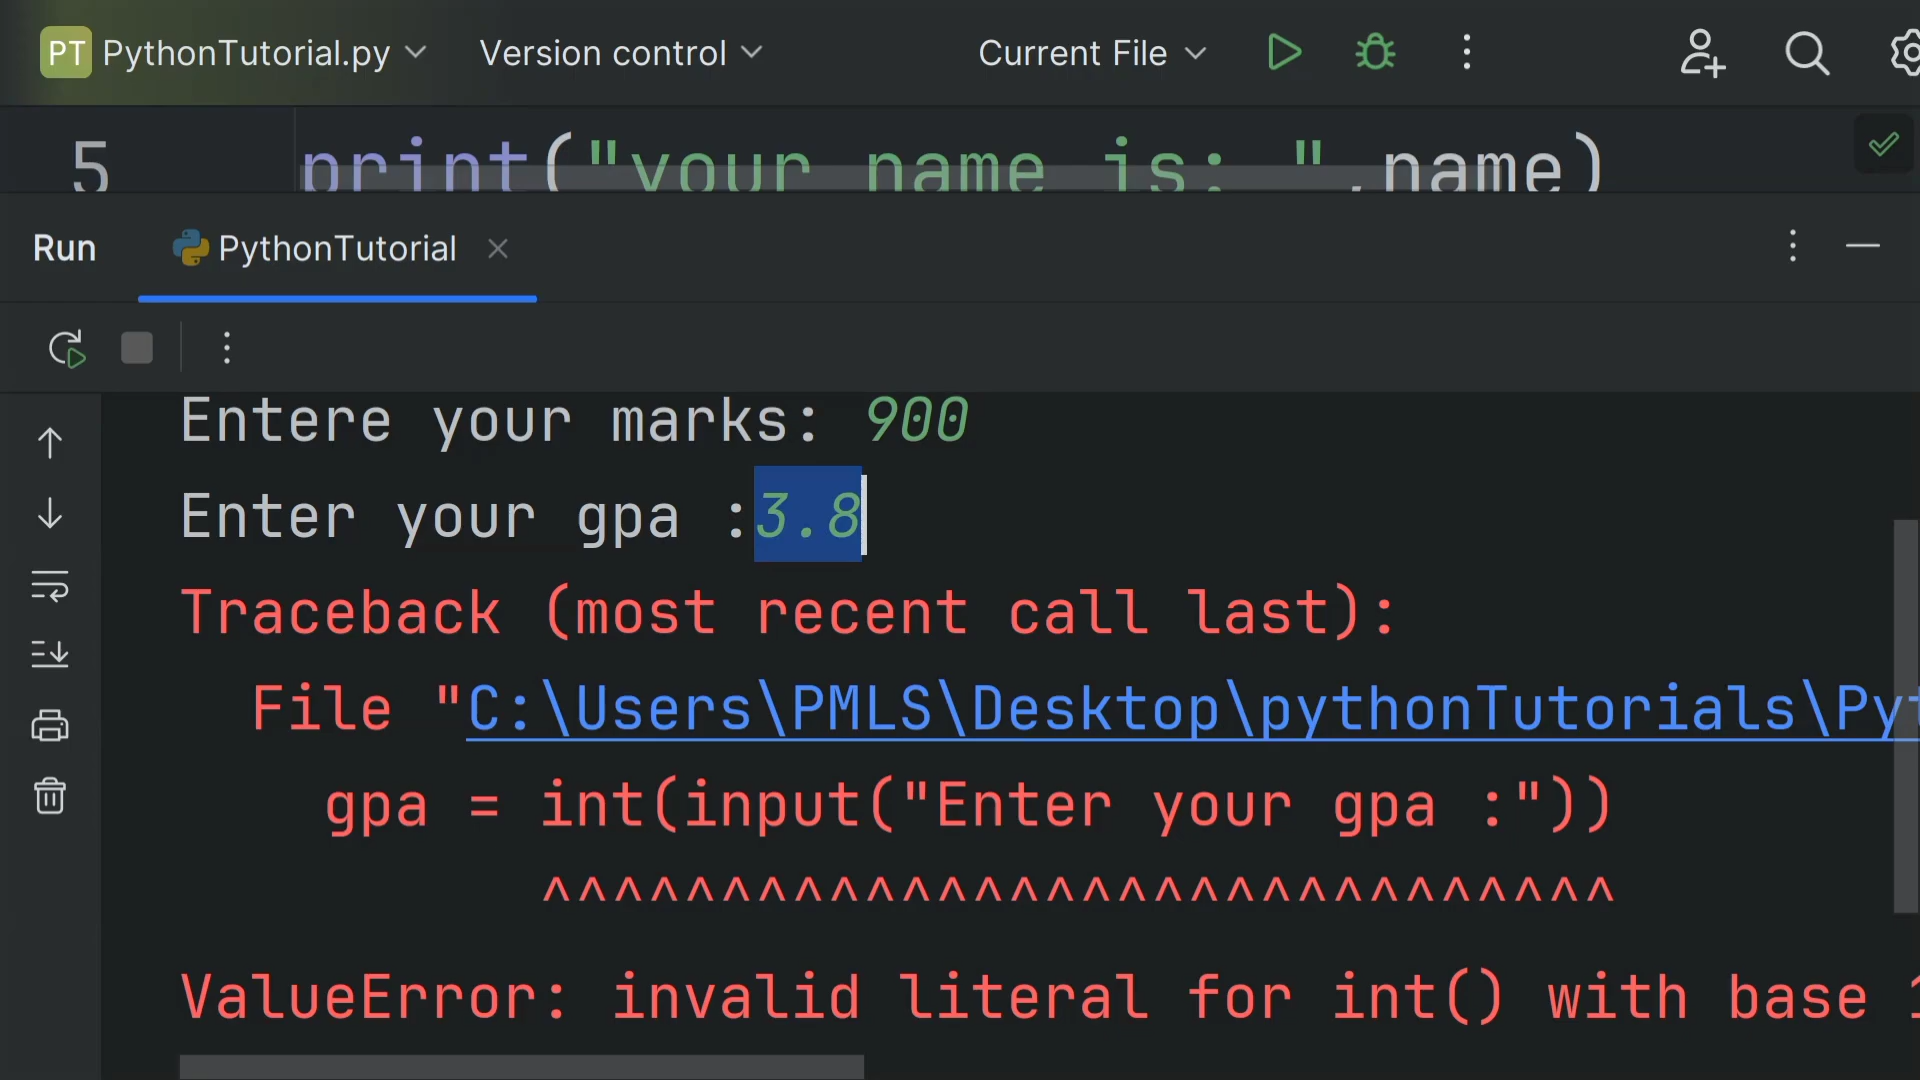 PT PythonTutorial.py Version control Current File
5 print("your name is: ",name)
Run PythonTutorial
Entere your marks: 900
Enter your gpa :3.8
Traceback (most recent call last):
File "C:\Users\PMLS\Desktop\pythonTutorials\Pyt
gpa = int(input("Enter your gpa :"))
^^^^^^^^^^^^^^^^^^^^^^^^^^^^^^
ValueError: invalid literal for int() with base 1